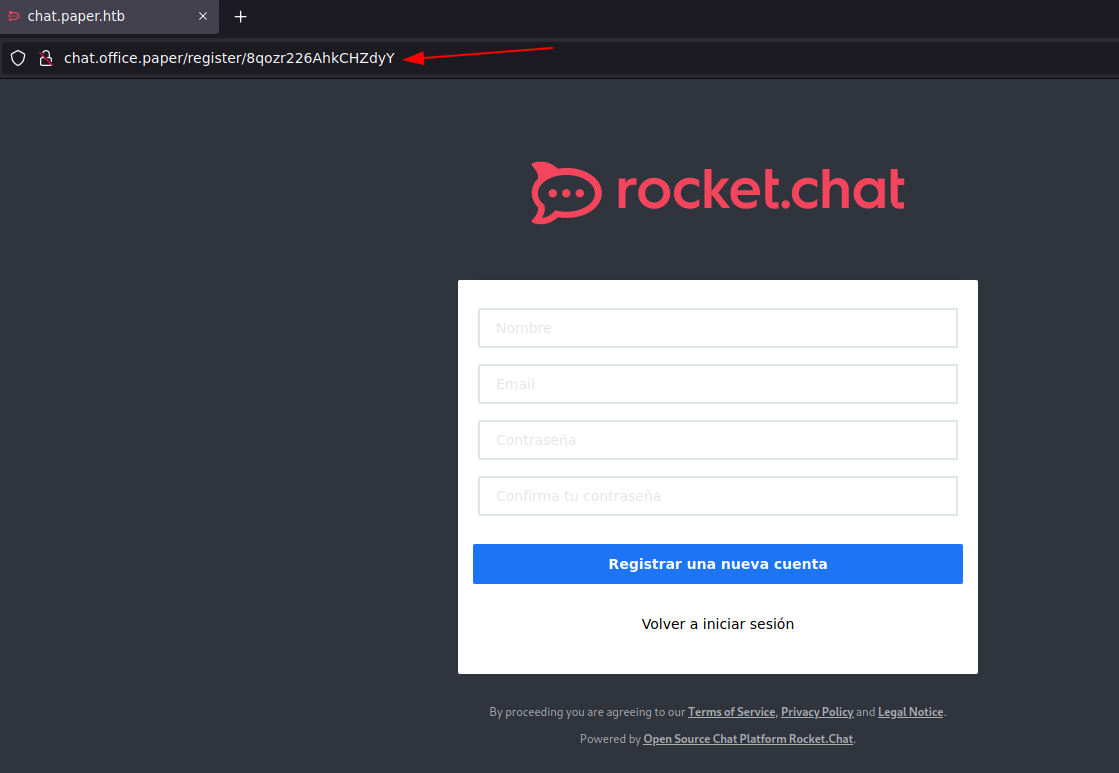 chat.paper.htb
chat.office.paper/register/8qozr226AhkCHZdyY
rocket.chat
Nombre
Email
Contraseña
Confirma tu contraseña
Registrar una nueva cuenta
Volver a iniciar sesión
By proceeding you are agreeing to our Terms of Service, Privacy Policy and Legal Notice.
Powered by Open Source Chat Platform Rocket.Chat.